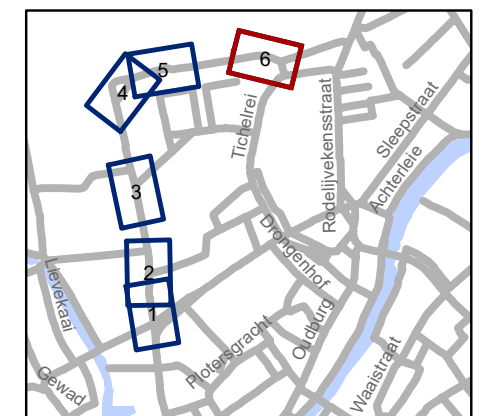 6
5
4
Tichelrei
Rodelijvekensstraat
Sleepstraat
Achterleie
3
Drongenhof
2
Lievekaai
1
Oudburg
Plotersgracht
Waaistraat
Gewad